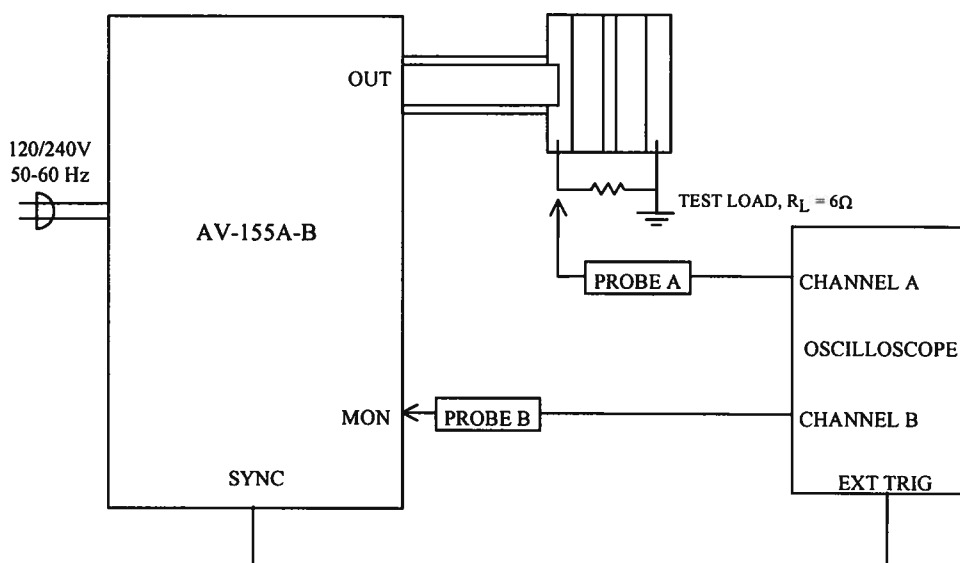 OUT
120/240V
50-60 Hz
AV-155A-B
TEST LOAD, RL = 6Ω
PROBE A
CHANNEL A
OSCILLOSCOPE
MON
PROBE B
CHANNEL B
SYNC
EXT TRIG